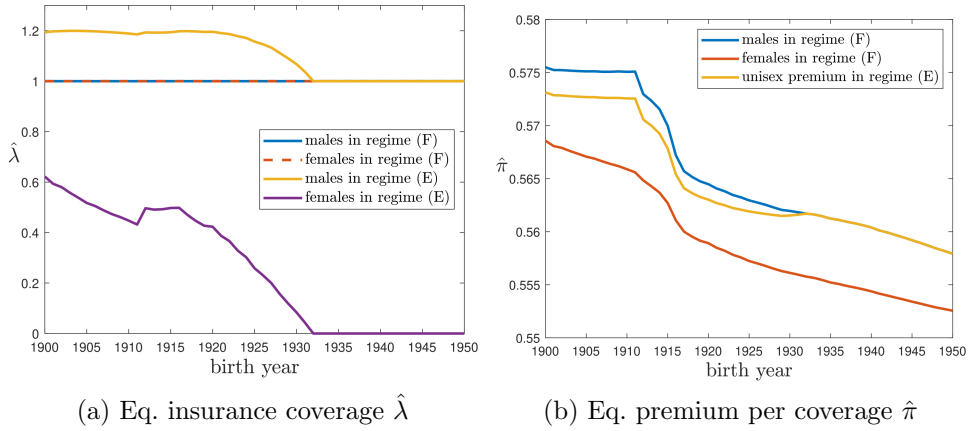 1.2
1
0.8
0.6
0.4
0.2
0
λ̂
males in regime (F)
females in regime (F)
males in regime (E)
females in regime (E)
1900 1905 1910 1915 1920 1925 1930 1935 1940 1945 1950
birth year
(a) Eq. insurance coverage λ̂
0.58
0.575
0.57
0.565
0.56
0.555
0.55
π̂
males in regime (F)
females in regime (F)
unisex premium in regime (E)
1900 1905 1910 1915 1920 1925 1930 1935 1940 1945 1950
birth year
(b) Eq. premium per coverage π̂